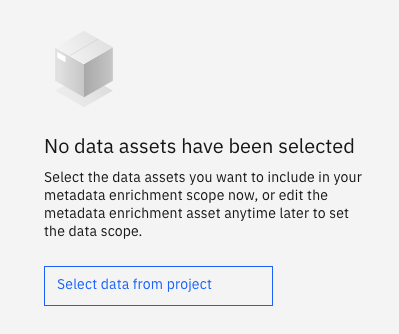 No data assets have been selected
Select the data assets you want to include in your
metadata enrichment scope now, or edit the
metadata enrichment asset anytime later to set
the data scope.
Select data from project